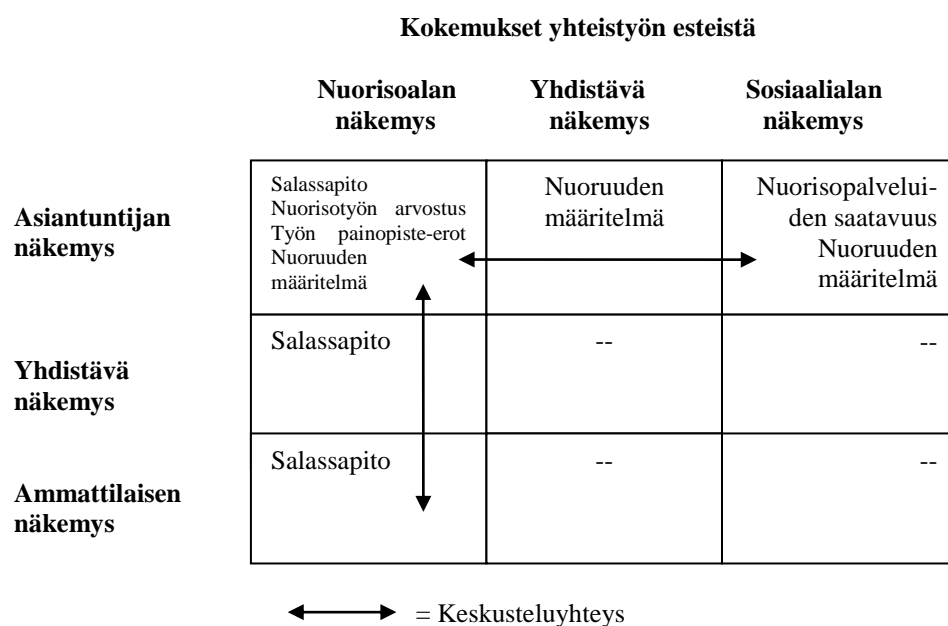 Kokemukset yhteistyön esteistä
Nuorisoalan
näkemys
Yhdistävä
näkemys
Sosiaalialan
näkemys
Asiantuntijan
näkemys
Salassapito
Nuorisotyön arvostus
Työn painopiste-erot
Nuoruuden
määritelmä
Nuoruuden
määritelmä
Nuorisopalvelui-
den saatavuus
Nuoruuden
määritelmä
Yhdistävä
näkemys
Salassapito
--
--
Ammattilaisen
näkemys
Salassapito
--
--
= Keskusteluyhteys